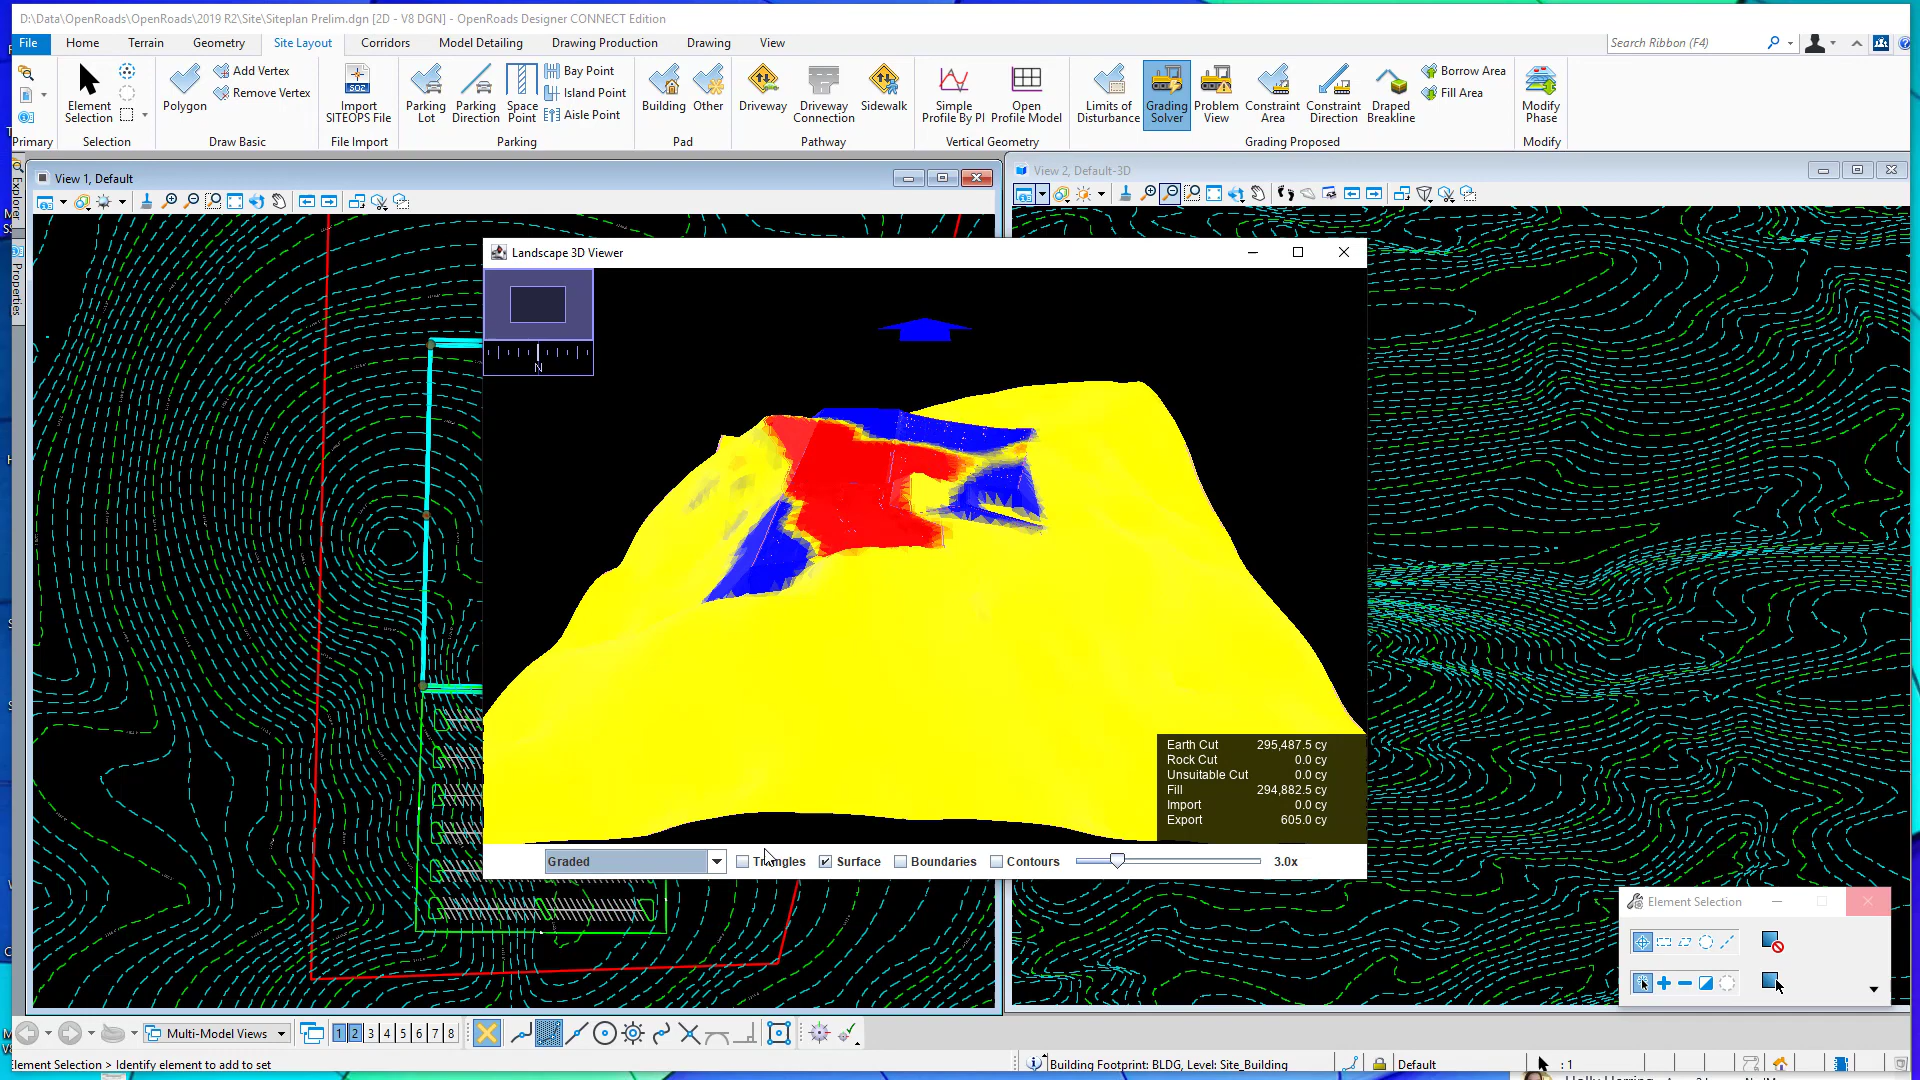 D:\Data\OpenRoads\OpenRoads\2019 R2\Site\Siteplan Prelim.dgn [2D - V8 DGN] - OpenRoads Designer CONNECT Edition
File Home Terrain Geometry Site Layout Corridors Model Detailing Drawing Production Drawing View Search Ribbon (F4)
Element Selection
Polygon
Add Vertex
Remove Vertex
Import SITEOPS File
Parking Lot
Parking Direction
Space Point
Bay Point
Island Point
Aisle Point
Building
Other
Driveway
Driveway Connection
Sidewalk
Simple Profile By PI
Open Profile Model
Limits of Disturbance
Grading Solver
Problem View
Constraint Area
Constraint Direction
Draped Breakline
Borrow Area
Fill Area
Modify Phase
Primary Selection Draw Basic File Import Parking Pad Pathway Vertical Geometry Grading Proposed Modify
Explorer
Properties
View 1, Default
View 2, Default-3D
Landscape 3D Viewer
N
Earth Cut 295,487.5 cy
Rock Cut 0.0 cy
Unsuitable Cut 0.0 cy
Fill 294,882.5 cy
Import 0.0 cy
Export 605.0 cy
Graded Triangles Surface Boundaries Contours 3.0x
Element Selection
Multi-Model Views 1 2 3 4 5 6 7 8
Element Selection > Identify element to add to set
Building Footprint: BLDG, Level: Site_Building
Default
: 1